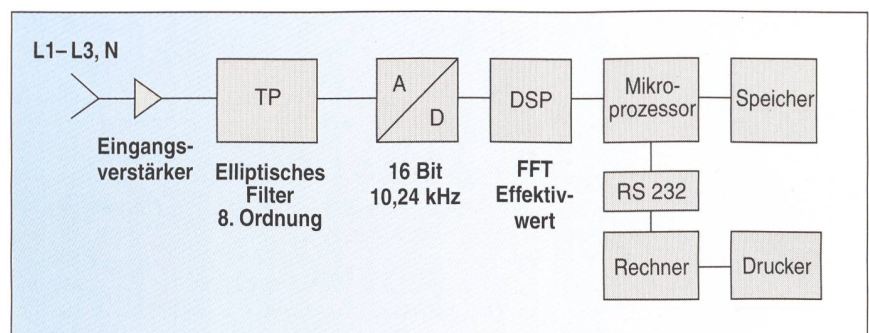 L1–L3, N
TP
A
D
DSP
Mikro-
prozessor
Speicher
Eingangs-
verstärker
Elliptisches
Filter
8. Ordnung
16 Bit
10,24 kHz
FFT
Effektiv-
wert
RS 232
Rechner
Drucker